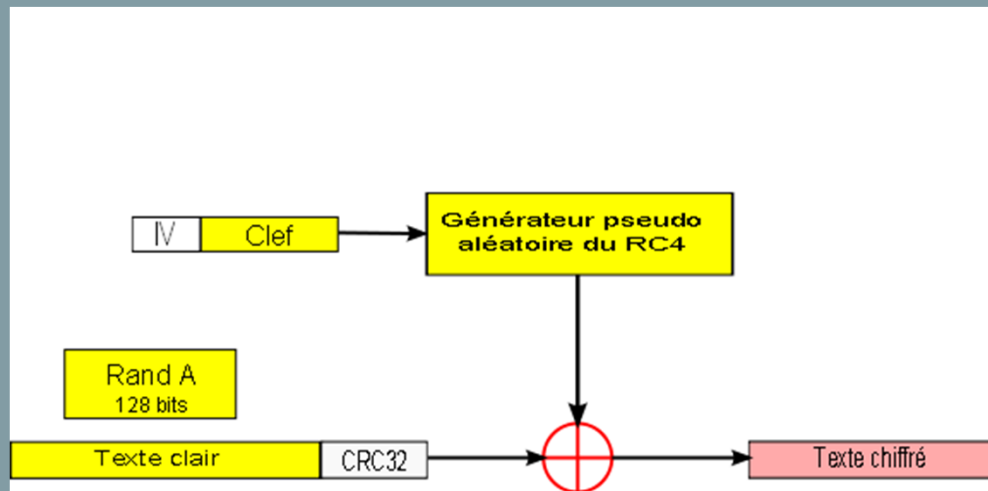 IV Clef
Générateur pseudo
aléatoire du RC4
Rand A
128 bits
Texte clair CRC32 Texte chiffré